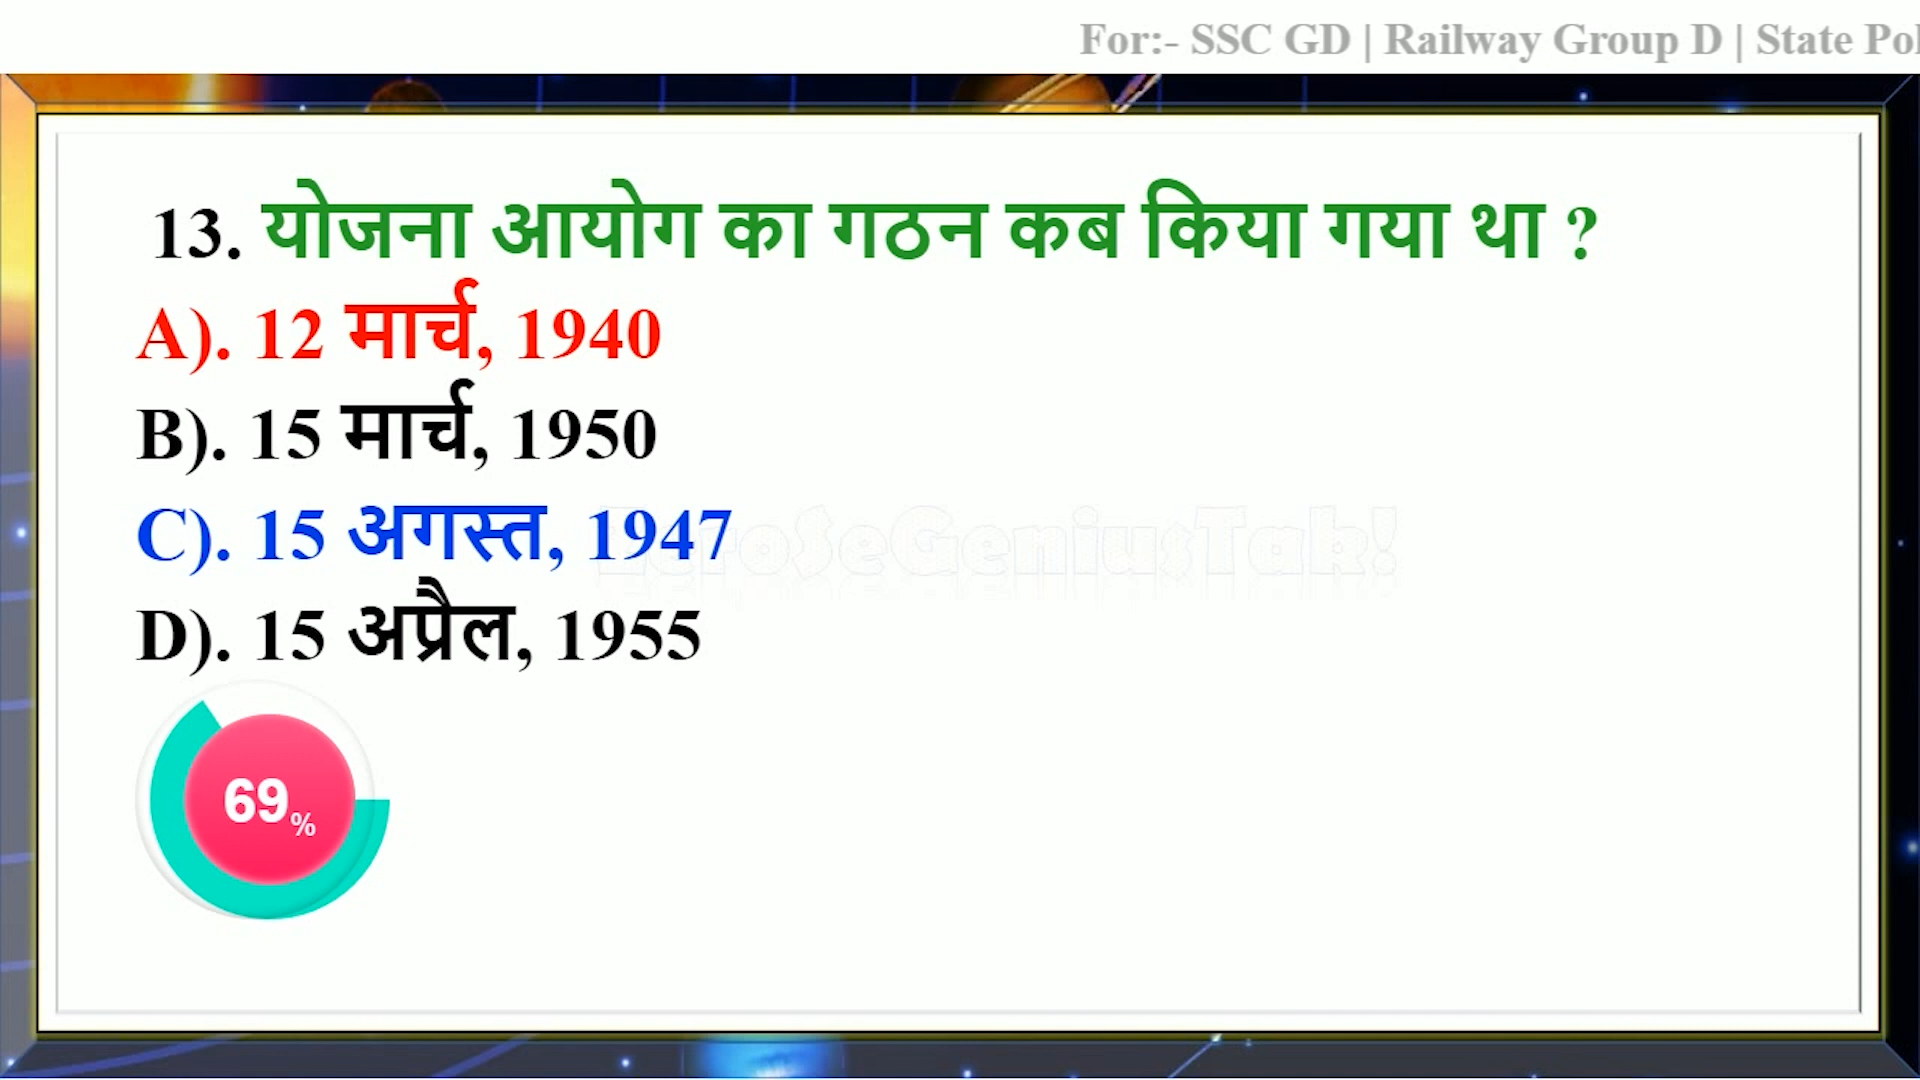 For:- SSC GD | Railway Group D | State Pol
13. योजना आयोग का गठन कब किया गया था ?
A). 12 मार्च, 1940
B). 15 मार्च, 1950
C). 15 अगस्त, 1947
D). 15 अप्रैल, 1955
ZeroSeGeniusTak!
69%